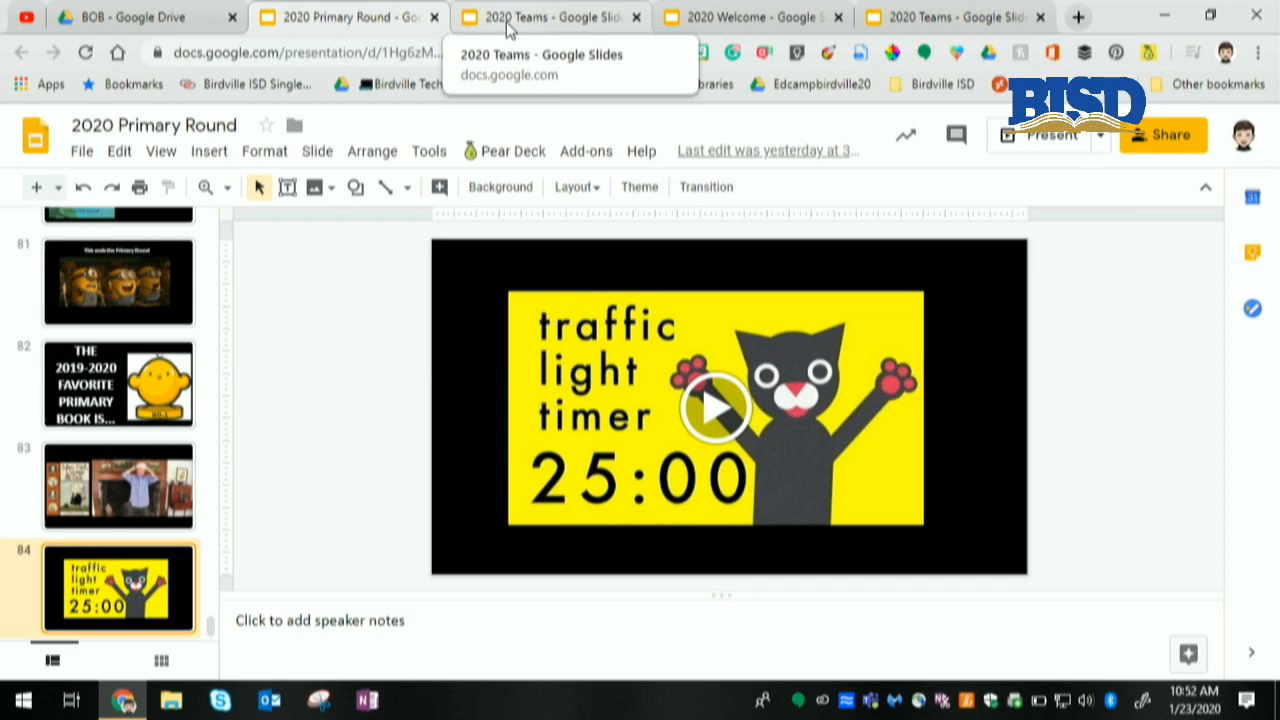 BOB - Google Drive
2020 Primary Round - Go
2020 Teams - Google Slid
2020 Welcome - Google S
2020 Teams - Google Slid
docs.google.com/presentation/d/1Hg6zM...
2020 Teams - Google Slides
docs.google.com
Apps
Bookmarks
Birdville ISD Single...
Birdville Tech
raries
Edcampbirdville20
Birdville ISD
Other bookmarks
BISD
2020 Primary Round
Present
Share
File Edit View Insert Format Slide Arrange Tools Pear Deck Add-ons Help Last edit was yesterday at 3...
Background Layout Theme Transition
81
This ends the Primary Round
82
THE
2019-2020
FAVORITE
PRIMARY
BOOK IS...
83
84
traffic
light
timer
25:00
traffic
light
timer
25:00
Click to add speaker notes
10:52 AM
1/23/2020